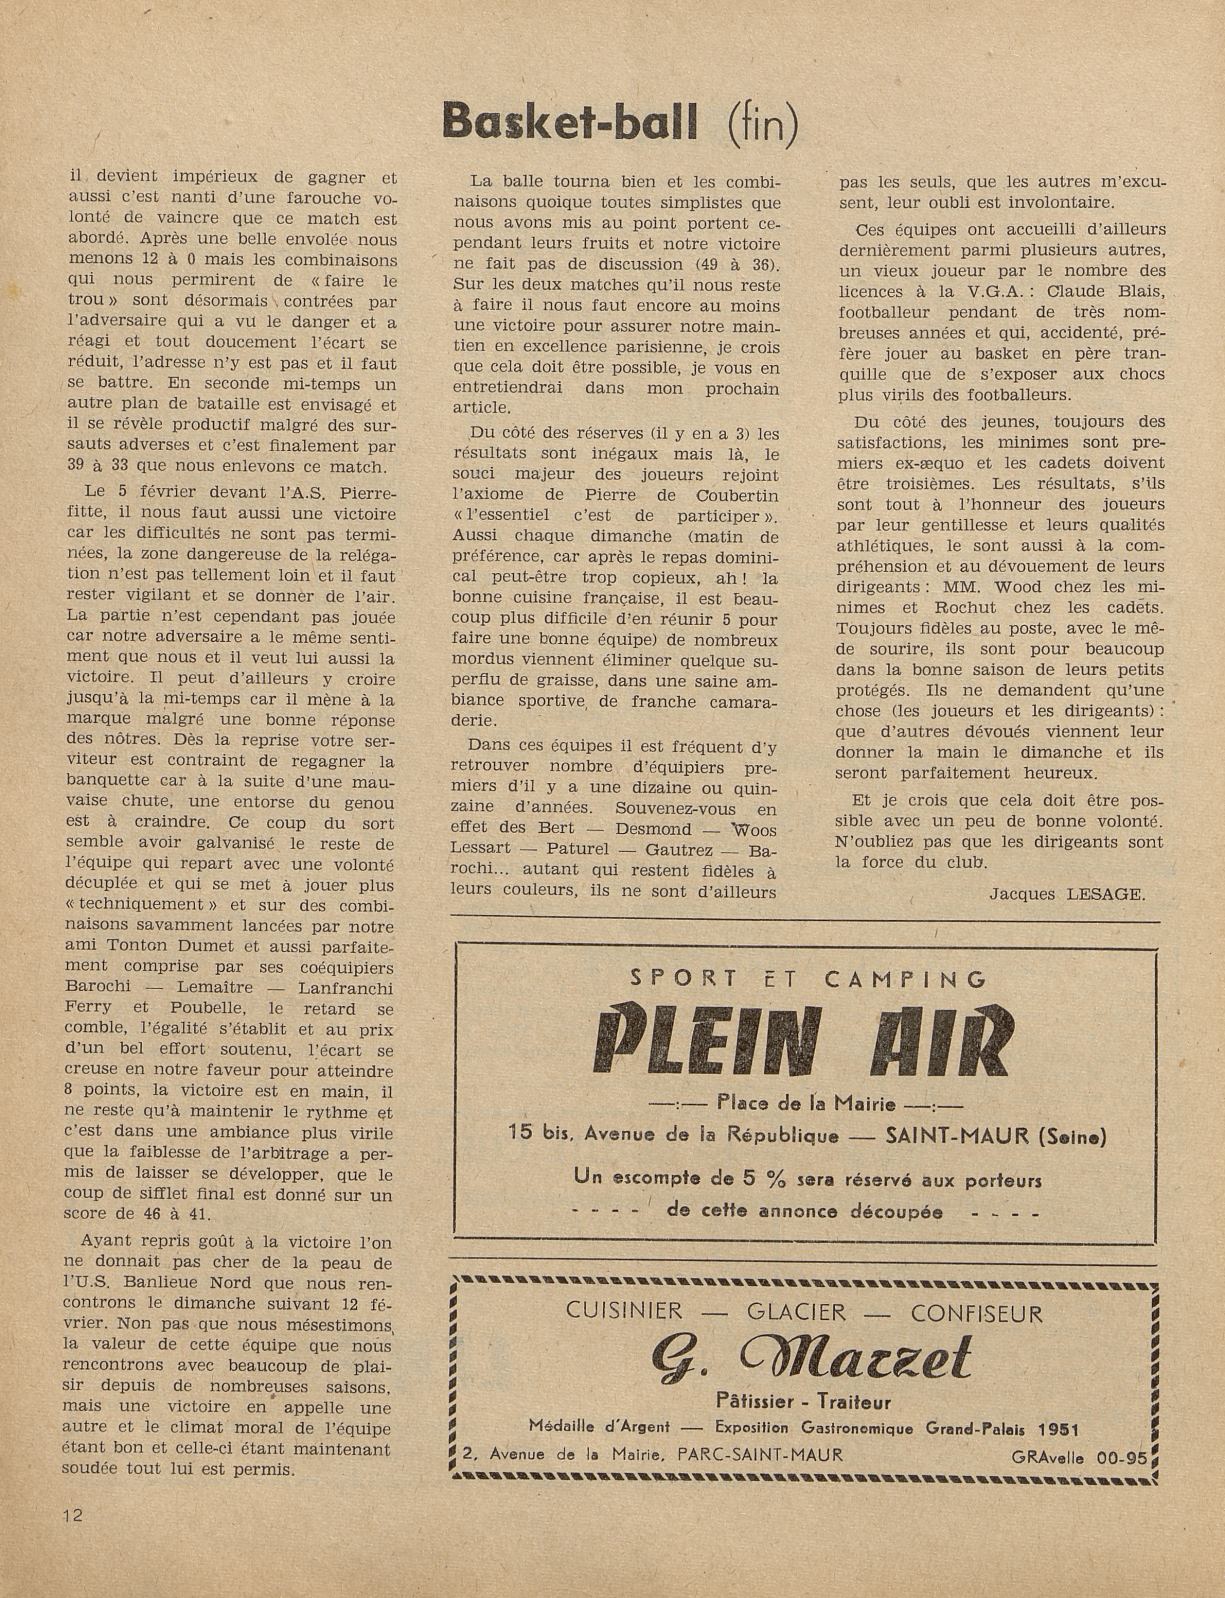 Basket-ball (fin)
il devient impérieux de gagner et
aussi c'est nanti d'une farouche vo-
lonté de vaincre que ce match est
abordé. Après une belle envolée nous
menons 12 à 0 mais les combinaisons
qui nous permirent de « faire le
trou » sont désormais contrées par
l'adversaire qui a vu le danger et a
réagi et tout doucement l'écart se
réduit, l'adresse n'y est pas et il faut
se battre. En seconde mi-temps un
autre plan de bataille est envisagé et
il se révèle productif malgré des sur-
sauts adverses et c'est finalement par
39 à 33 que nous enlevons ce match.
Le 5 février devant l'A.S. Pierre-
fitte, il nous faut aussi une victoire
car les difficultés ne sont pas termi-
nées, la zone dangereuse de la reléga-
tion n'est pas tellement loin et il faut
rester vigilant et se donner de l'air.
La partie n'est cependant pas jouée
car notre adversaire a le même senti-
ment que nous et il veut lui aussi la
victoire. Il peut d'ailleurs y croire
jusqu'à la mi-temps car il mène à la
marque malgré une bonne réponse
des nôtres. Dès la reprise votre ser-
viteur est contraint de regagner la
banquette car à la suite d'une mau-
vaise chute, une entorse du genou
est à craindre. Ce coup du sort
semble avoir galvanisé le reste de
l'équipe qui repart avec une volonté
décuplée et qui se met à jouer plus
« techniquement » et sur des combi-
naisons savamment lancées par notre
ami Tonton Dumet et aussi parfaite-
ment comprise par ses coéquipiers
Barochi — Lemaître — Lanfranchi
Ferry et Poubelle, le retard se
comble, l'égalité s'établit et au prix
d'un bel effort soutenu, l'écart se
creuse en notre faveur pour atteindre
8 points, la victoire est en main, il
ne reste qu'à maintenir le rythme et
c'est dans une ambiance plus virile
que la faiblesse de l'arbitrage a per-
mis de laisser se développer, que le
coup de sifflet final est donné sur un
score de 46 à 41.
Ayant repris goût à la victoire l'on
ne donnait pas cher de la peau de
l'U.S. Banlieue Nord que nous ren-
controns le dimanche suivant 12 fé-
vrier. Non pas que nous mésestimons
la valeur de cette équipe que nous
rencontrons avec beaucoup de plai-
sir depuis de nombreuses saisons,
mais une victoire en appelle une
autre et le climat moral de l'équipe
étant bon et celle-ci étant maintenant
soudée tout lui est permis.
La balle tourna bien et les combi-
naisons quoique toutes simplistes que
nous avons mis au point portent ce-
pendant leurs fruits et notre victoire
ne fait pas de discussion (49 à 36).
Sur les deux matches qu'il nous reste
à faire il nous faut encore au moins
une victoire pour assurer notre main-
tien en excellence parisienne, je crois
que cela doit être possible, je vous en
entretiendrai dans mon prochain
article.
Du côté des réserves (il y en a 3) les
résultats sont inégaux mais là, le
souci majeur des joueurs rejoint
l'axiome de Pierre de Coubertin
« l'essentiel c'est de participer ».
Aussi chaque dimanche (matin de
préférence, car après le repas domini-
cal peut-être trop copieux, ah ! la
bonne cuisine française, il est beau-
coup plus difficile d'en réunir 5 pour
faire une bonne équipe) de nombreux
mordus viennent éliminer quelque su-
perflu de graisse, dans une saine am-
biance sportive de franche camara-
derie.
Dans ces équipes il est fréquent d'y
retrouver nombre d'équipiers pre-
miers d'il y a une dizaine ou quin-
zaine d'années. Souvenez-vous en
effet des Bert — Desmond — Woos
Lessart — Paturel — Gautrez — Ba-
rochi... autant qui restent fidèles à
leurs couleurs, ils ne sont d'ailleurs
pas les seuls, que les autres m'excu-
sent, leur oubli est involontaire.
Ces équipes ont accueilli d'ailleurs
dernièrement parmi plusieurs autres,
un vieux joueur par le nombre des
licences à la V.G.A. : Claude Blais,
footballeur pendant de très nom-
breuses années et qui, accidenté, pré-
fère jouer au basket en père tran-
quille que de s'exposer aux chocs
plus virils des footballeurs.
Du côté des jeunes, toujours des
satisfactions, les minimes sont pre-
miers ex-æquo et les cadets doivent
être troisièmes. Les résultats, s'ils
sont tout à l'honneur des joueurs
par leur gentillesse et leurs qualités
athlétiques, le sont aussi à la com-
préhension et au dévouement de leurs
dirigeants : MM. Wood chez les mi-
nimes et Rochut chez les cadets.
Toujours fidèles au poste, avec le mê-
de sourire, ils sont pour beaucoup
dans la bonne saison de leurs petits
protégés. Ils ne demandent qu'une
chose (les joueurs et les dirigeants) :
que d'autres dévoués viennent leur
donner la main le dimanche et ils
seront parfaitement heureux.
Et je crois que cela doit être pos-
sible avec un peu de bonne volonté.
N'oubliez pas que les dirigeants sont
la force du club.
Jacques LESAGE.
SPORT ET CAMPING
PLEIN AIR
—:— Place de la Mairie —:—
15 bis, Avenue de la République — SAINT-MAUR (Seine)
Un escompte de 5 % sera réservé aux porteurs
- - - - de cette annonce découpée - - - -
CUISINIER — GLACIER — CONFISEUR
G. Marzet
Pâtissier - Traiteur
Médaille d'Argent — Exposition Gastronomique Grand-Palais 1951
2, Avenue de la Mairie, PARC-SAINT-MAUR GRAvelle 00-95
12